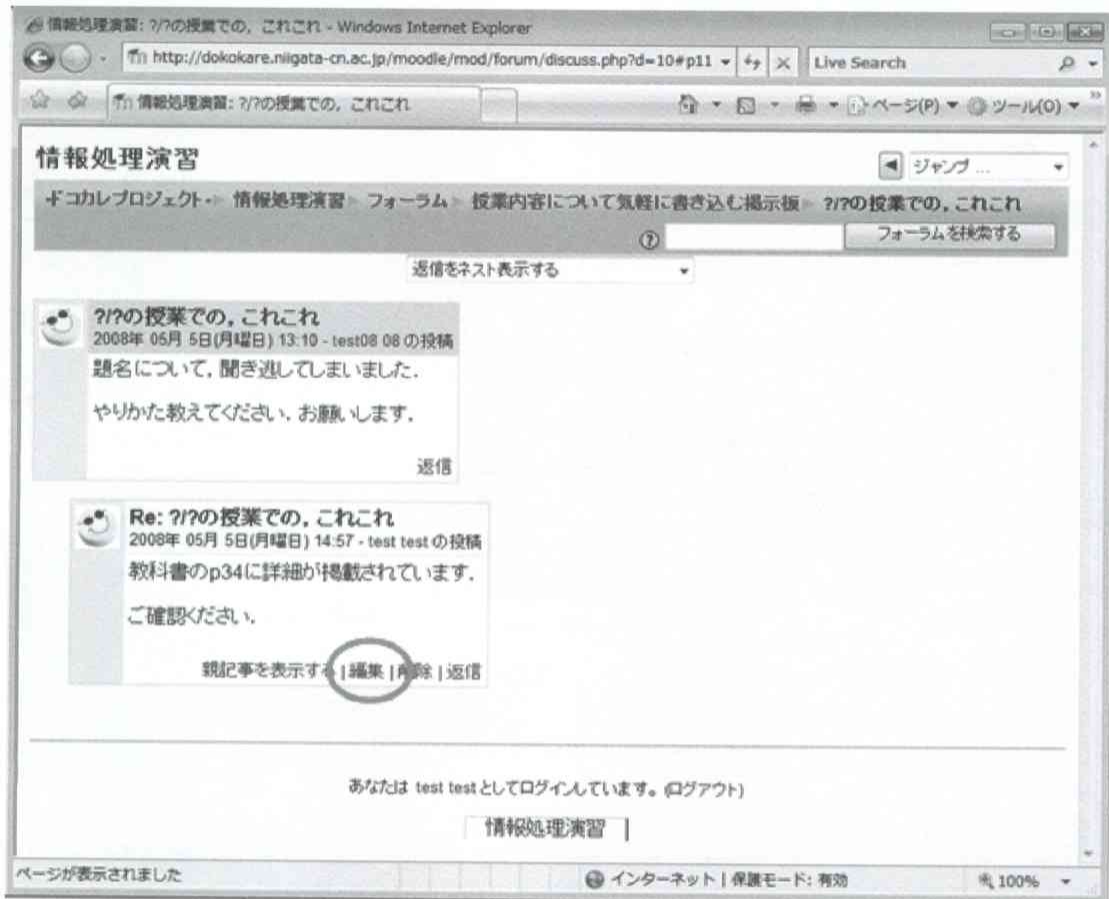 情報処理演習: ?/?の授業での, これこれ - Windows Internet Explorer
http://dokokare.niigata-cn.ac.jp/moodle/mod/forum/discuss.php?d=10#p11
Live Search
情報処理演習: ?/?の授業での, これこれ
ページ(P) ツール(O)
情報処理演習
ジャンプ ...
ドコカレプロジェクト 情報処理演習 フォーラム 授業内容について気軽に書き込む掲示板 ?/?の授業での, これこれ
フォーラムを検索する
返信をネスト表示する
?/?の授業での, これこれ
2008年 05月 5日(月曜日) 13:10 - test08 08 の投稿
題名について, 聞き逃してしまいました.
やりかた教えてください. お願いします.
返信
Re: ?/?の授業での, これこれ
2008年 05月 5日(月曜日) 14:57 - test test の投稿
教科書のp34に詳細が掲載されています.
ご確認ください.
親記事を表示する | 編集 | 削除 | 返信
あなたは test test としてログインしています。(ログアウト)
情報処理演習
ページが表示されました
インターネット | 保護モード: 有効
100%